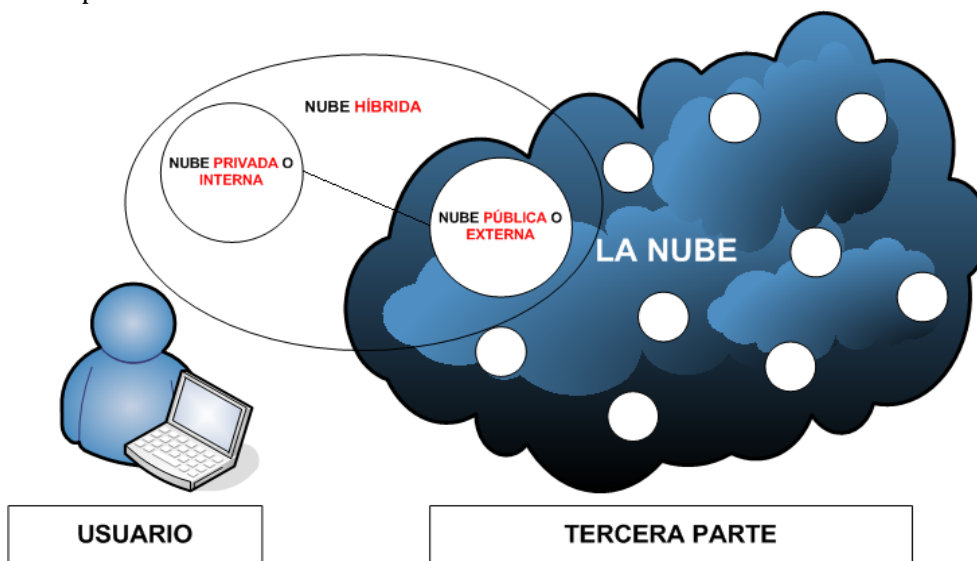 NUBE HÍBRIDA
NUBE PRIVADA O
INTERNA
NUBE PÚBLICA O
EXTERNA
LA NUBE
USUARIO
TERCERA PARTE